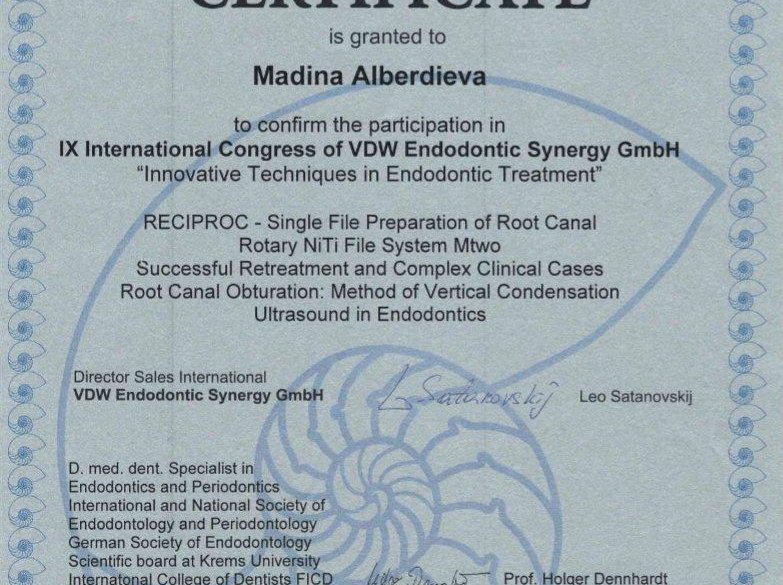 CERTIFICATE
is granted to
Madina Alberdieva
to confirm the participation in
IX International Congress of VDW Endodontic Synergy GmbH
“Innovative Techniques in Endodontic Treatment”
RECIPROC - Single File Preparation of Root Canal
Rotary NiTi File System Mtwo
Successful Retreatment and Complex Clinical Cases
Root Canal Obturation: Method of Vertical Condensation
Ultrasound in Endodontics
Director Sales International
VDW Endodontic Synergy GmbH
L Satanovskij
Leo Satanovskij
D. med. dent. Specialist in
Endodontics and Periodontics
International and National Society of
Endodontology and Periodontology
German Society of Endodontology
Scientific board at Krems University
Internatonal College of Dentists FICD
Prof. Holger Dennhardt